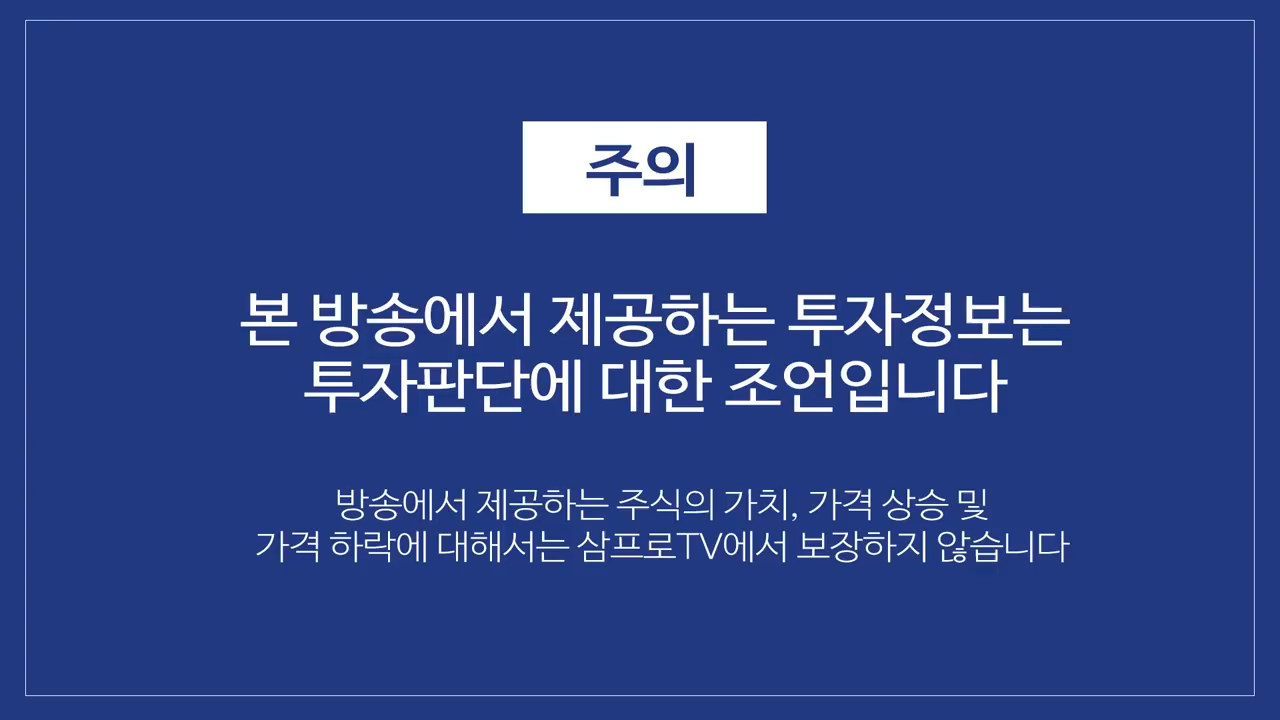 주의
본 방송에서 제공하는 투자정보는
투자판단에 대한 조언입니다
방송에서 제공하는 주식의 가치, 가격 상승 및
가격 하락에 대해서는 삼프로TV에서 보장하지 않습니다